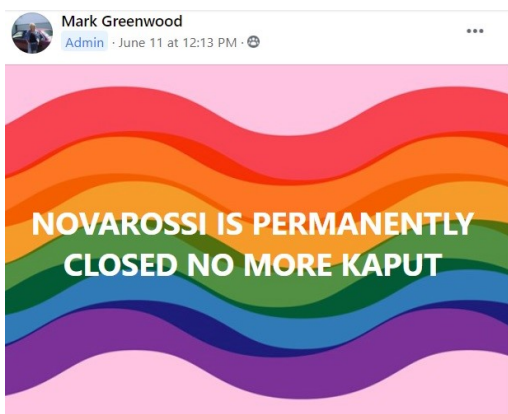 Mark Greenwood
Admin · June 11 at 12:13 PM ·
NOVAROSSI IS PERMANENTLY
CLOSED NO MORE KAPUT